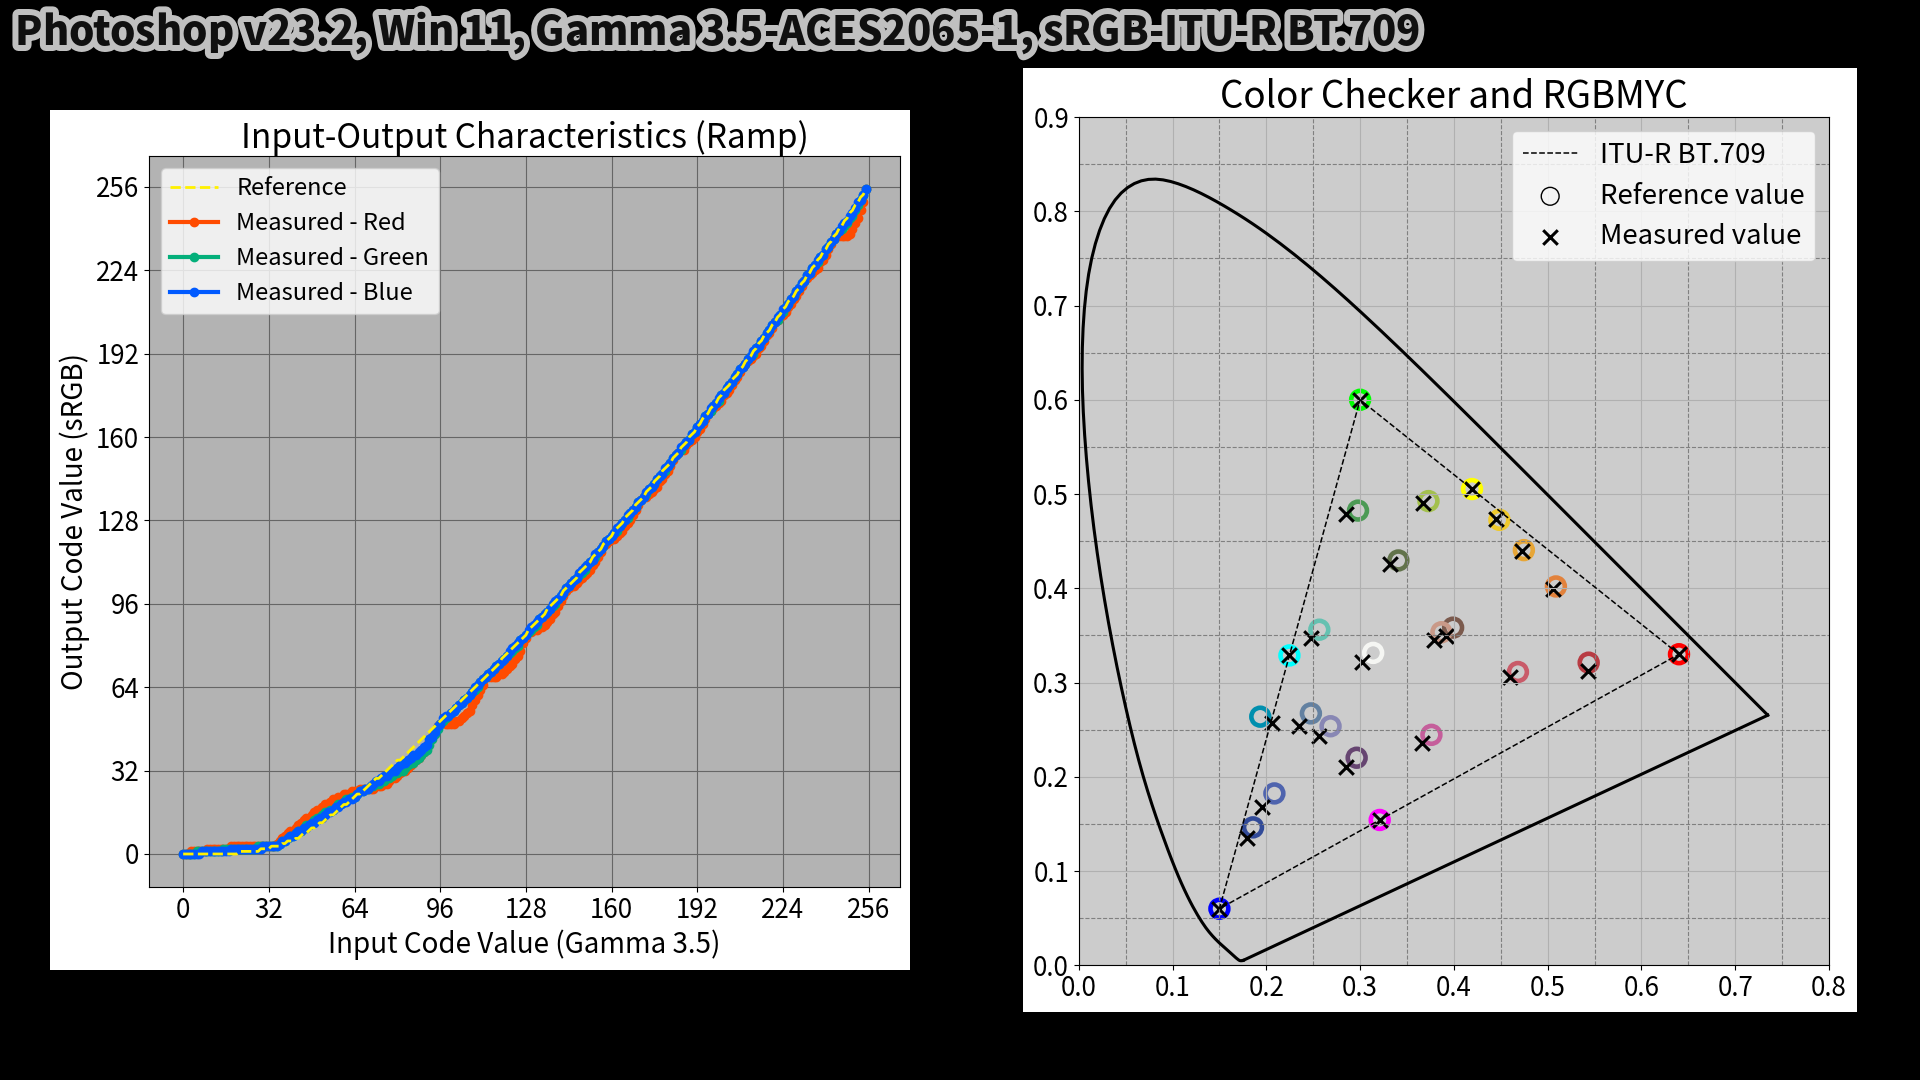 Photoshop v23.2, Win 11, Gamma 3.5-ACES2065-1, sRGB-ITU-R BT.709
Input-Output Characteristics (Ramp)
Reference
Measured - Red
Measured - Green
Measured - Blue
256
224
192
160
128
96
64
32
0
Output Code Value (sRGB)
0 32 64 96 128 160 192 224 256
Input Code Value (Gamma 3.5)
Color Checker and RGBMYC
ITU-R BT.709
Reference value
Measured value
0.9
0.8
0.7
0.6
0.5
0.4
0.3
0.2
0.1
0.0
0.0 0.1 0.2 0.3 0.4 0.5 0.6 0.7 0.8